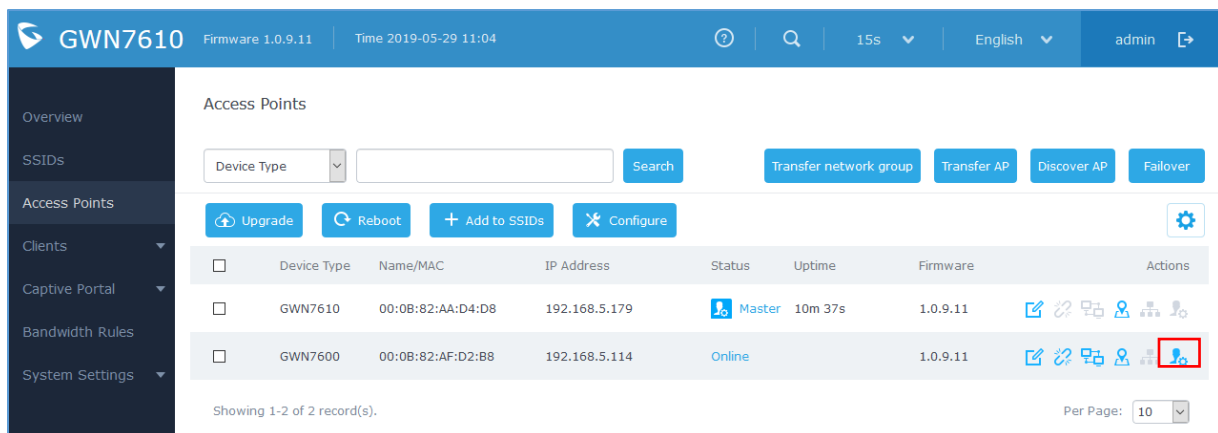 GWN7610 Firmware 1.0.9.11 Time 2019-05-29 11:04 15s English admin
Overview
SSIDs
Access Points
Clients
Captive Portal
Bandwidth Rules
System Settings
Access Points
Device Type Search Transfer network group Transfer AP Discover AP Failover
Upgrade Reboot Add to SSIDs Configure
Device Type Name/MAC IP Address Status Uptime Firmware Actions
GWN7610 00:0B:82:AA:D4:D8 192.168.5.179 Master 10m 37s 1.0.9.11
GWN7600 00:0B:82:AF:D2:B8 192.168.5.114 Online 1.0.9.11
Showing 1-2 of 2 record(s). Per Page: 10